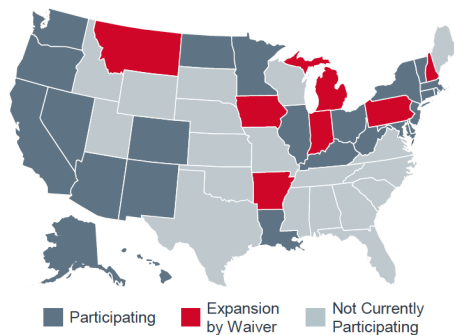 Participating
Expansion
by Waiver
Not Currently
Participating